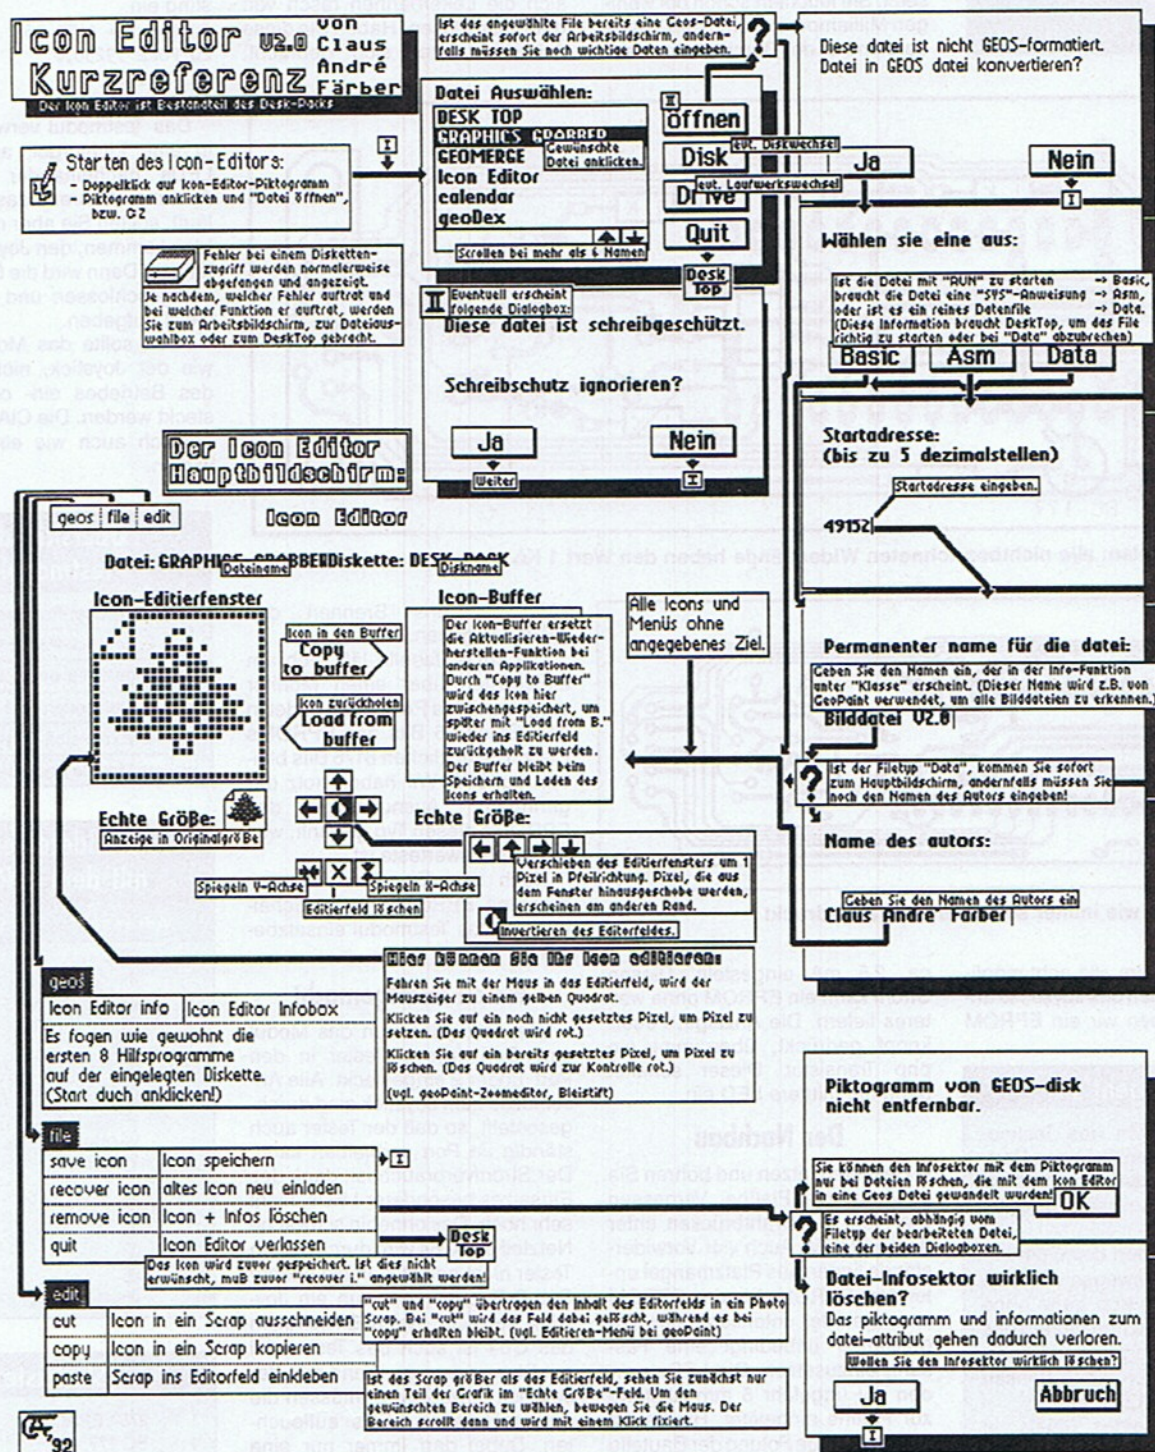 Icon Editor V2.0
Kurzreferenz
von
Claus
André
Färber
Der Icon Editor ist Bestandteil des Desk-Packs
Starten des Icon-Editors:
- Doppelklick auf Icon-Editor-Piktogramm
- Piktogramm anklicken und "Datei öffnen",
bzw. C=Z
I
Fehler bei einem Disketten-
zugriff werden normalerweise
abgefangen und angezeigt.
Je nachdem, welcher Fehler auftrat und
bei welcher Funktion er auftrat, werden
Sie zum Arbeitsbildschirm, zur Dateiaus-
wahlbox oder zum DeskTop gebracht.
Ist das angewählte File bereits eine Geos-Datei,
erscheint sofort der Arbeitsbildschirm, andern-
falls müssen Sie noch wichtige Daten eingeben.
?
Datei Auswählen:
DESK TOP
GRAPHICS GRABBED
GEOMERGE
Icon Editor
calendar
geoDex
Gewünschte
Datei anklicken.
Scrollen bei mehr als 6 Namen
II
öffnen
Disk
evt. Diskwechsel
evt. Laufwerkswechsel
Drive
Quit
Desk
Top
II
Eventuell erscheint
folgende Dialogbox:
Diese datei ist schreibgeschützt.
Schreibschutz ignorieren?
Ja
Nein
Weiter
I
Diese datei ist nicht GEOS-formatiert.
Datei in GEOS datei konvertieren?
Ja
Nein
I
Wählen sie eine aus:
Ist die Datei mit "RUN" zu starten -> Basic,
braucht die Datei eine "SYS"-Anweisung -> Asm,
oder ist es ein reines Datenfile -> Data.
(Diese Information braucht DeskTop, um das File
richtig zu starten oder bei "Data" abzubrechen)
Basic
Asm
Data
Startadresse:
(bis zu 5 dezimalstellen)
Startadresse eingeben.
49152
Permanenter name für die datei:
Geben Sie den Namen ein, der in der Info-Funktion
unter "Klasse" erscheint. (Dieser Name wird z.B. von
GeoPaint verwendet, um alle Bilddateien zu erkennen.)
Bilddatei V2.0
?
Ist der Filetyp "Data", kommen Sie sofort
zum Hauptbildschirm, andernfalls müssen Sie
noch den Namen des Autors eingeben!
Name des autors:
Geben Sie den Namen des Autors ein
Claus Andre' Farber
Der Icon Editor
Hauptbildschirm:
geos file edit
Icon Editor
Datei: GRAPHI
Dateiname
BBED
Diskette: DES
Diskname
Icon-Editierfenster
Icon in den Buffer
Copy
to buffer
Icon zurückholen
Load from
buffer
Icon-Buffer
Der Icon-Buffer ersetzt
die Aktualisieren-Wieder-
herstellen-Funktion bei
anderen Applikationen.
Durch "Copy to Buffer"
wird das Icon hier
zwischengespeichert, um
später mit "Load from B."
wieder ins Editierfeld
zurückgeholt zu werden.
Der Buffer bleibt beim
Speichern und Laden des
Icons erhalten.
Alle Icons und
Menüs ohne
angegebenes Ziel.
Echte Größe:
Anzeige in Originalgröße
Spiegeln Y-Achse
X
Spiegeln X-Achse
Editierfeld löschen
Echte Größe:
Verschieben des Editierfensters um 1
Pixel in Pfeilrichtung. Pixel, die aus
dem Fenster hinausgeschobe werden,
erscheinen am anderen Rand.
Invertieren des Editorfeldes.
Hier können Sie Ihr Icon editieren:
Fahren Sie mit der Maus in das Editierfeld, wird der
Mauszeiger zu einem gelben Quadrat.
Klicken Sie auf ein noch nicht gesetztes Pixel, um Pixel zu
setzen. (Das Quadrat wird rot.)
Klicken Sie auf ein bereits gesetztes Pixel, um Pixel zu
löschen. (Das Quadrat wird zur Kontrolle rot.)
(vgl. geoPaint-Zoomeditor, Bleistift)
geos
Icon Editor info Icon Editor Infobox
Es fogen wie gewohnt die
ersten 8 Hilfsprogramme
auf der eingelegten Diskette.
(Start duch anklicken!)
file
save icon Icon speichern
I
recover icon altes Icon neu einladen
remove icon Icon + Infos löschen
quit Icon Editor verlassen
Desk
Top
Das Icon wird zuvor gespeichert. Ist dies nicht
erwünscht, muß zuvor "recover i." angewählt werden!
edit
cut Icon in ein Scrap ausschneiden
copy Icon in ein Scrap kopieren
paste Scrap ins Editorfeld einkleben
"cut" und "copy" übertragen den Inhalt des Editorfelds in ein Photo
Scrap. Bei "cut" wird das Feld dabei gelöscht, während es bei
"copy" erhalten bleibt. (vgl. Editieren-Menü bei geoPaint)
Ist das Scrap größer als das Editorfeld, sehen Sie zunächst nur
einen Teil der Grafik im "Echte Größe"-Feld. Um den
gewünschten Bereich zu wählen, bewegen Sie die Maus. Der
Bereich scrollt dann und wird mit einem Klick fixiert.
Piktogramm von GEOS-disk
nicht entfernbar.
Sie können den Infosektor mit dem Piktogramm
nur bei Dateien löschen, die mit dem Icon Editor
in eine Geos Datei gewandelt wurden!
OK
?
Es erscheint, abhängig vom
Filetyp der bearbeiteten Datei,
eine der beiden Dialogboxen.
Datei-Infosektor wirklich
löschen?
Das piktogramm und informationen zum
datei-attribut gehen dadurch verloren.
Wollen Sie den Infosektor wirklich löschen?
Ja
Abbruch
I
92